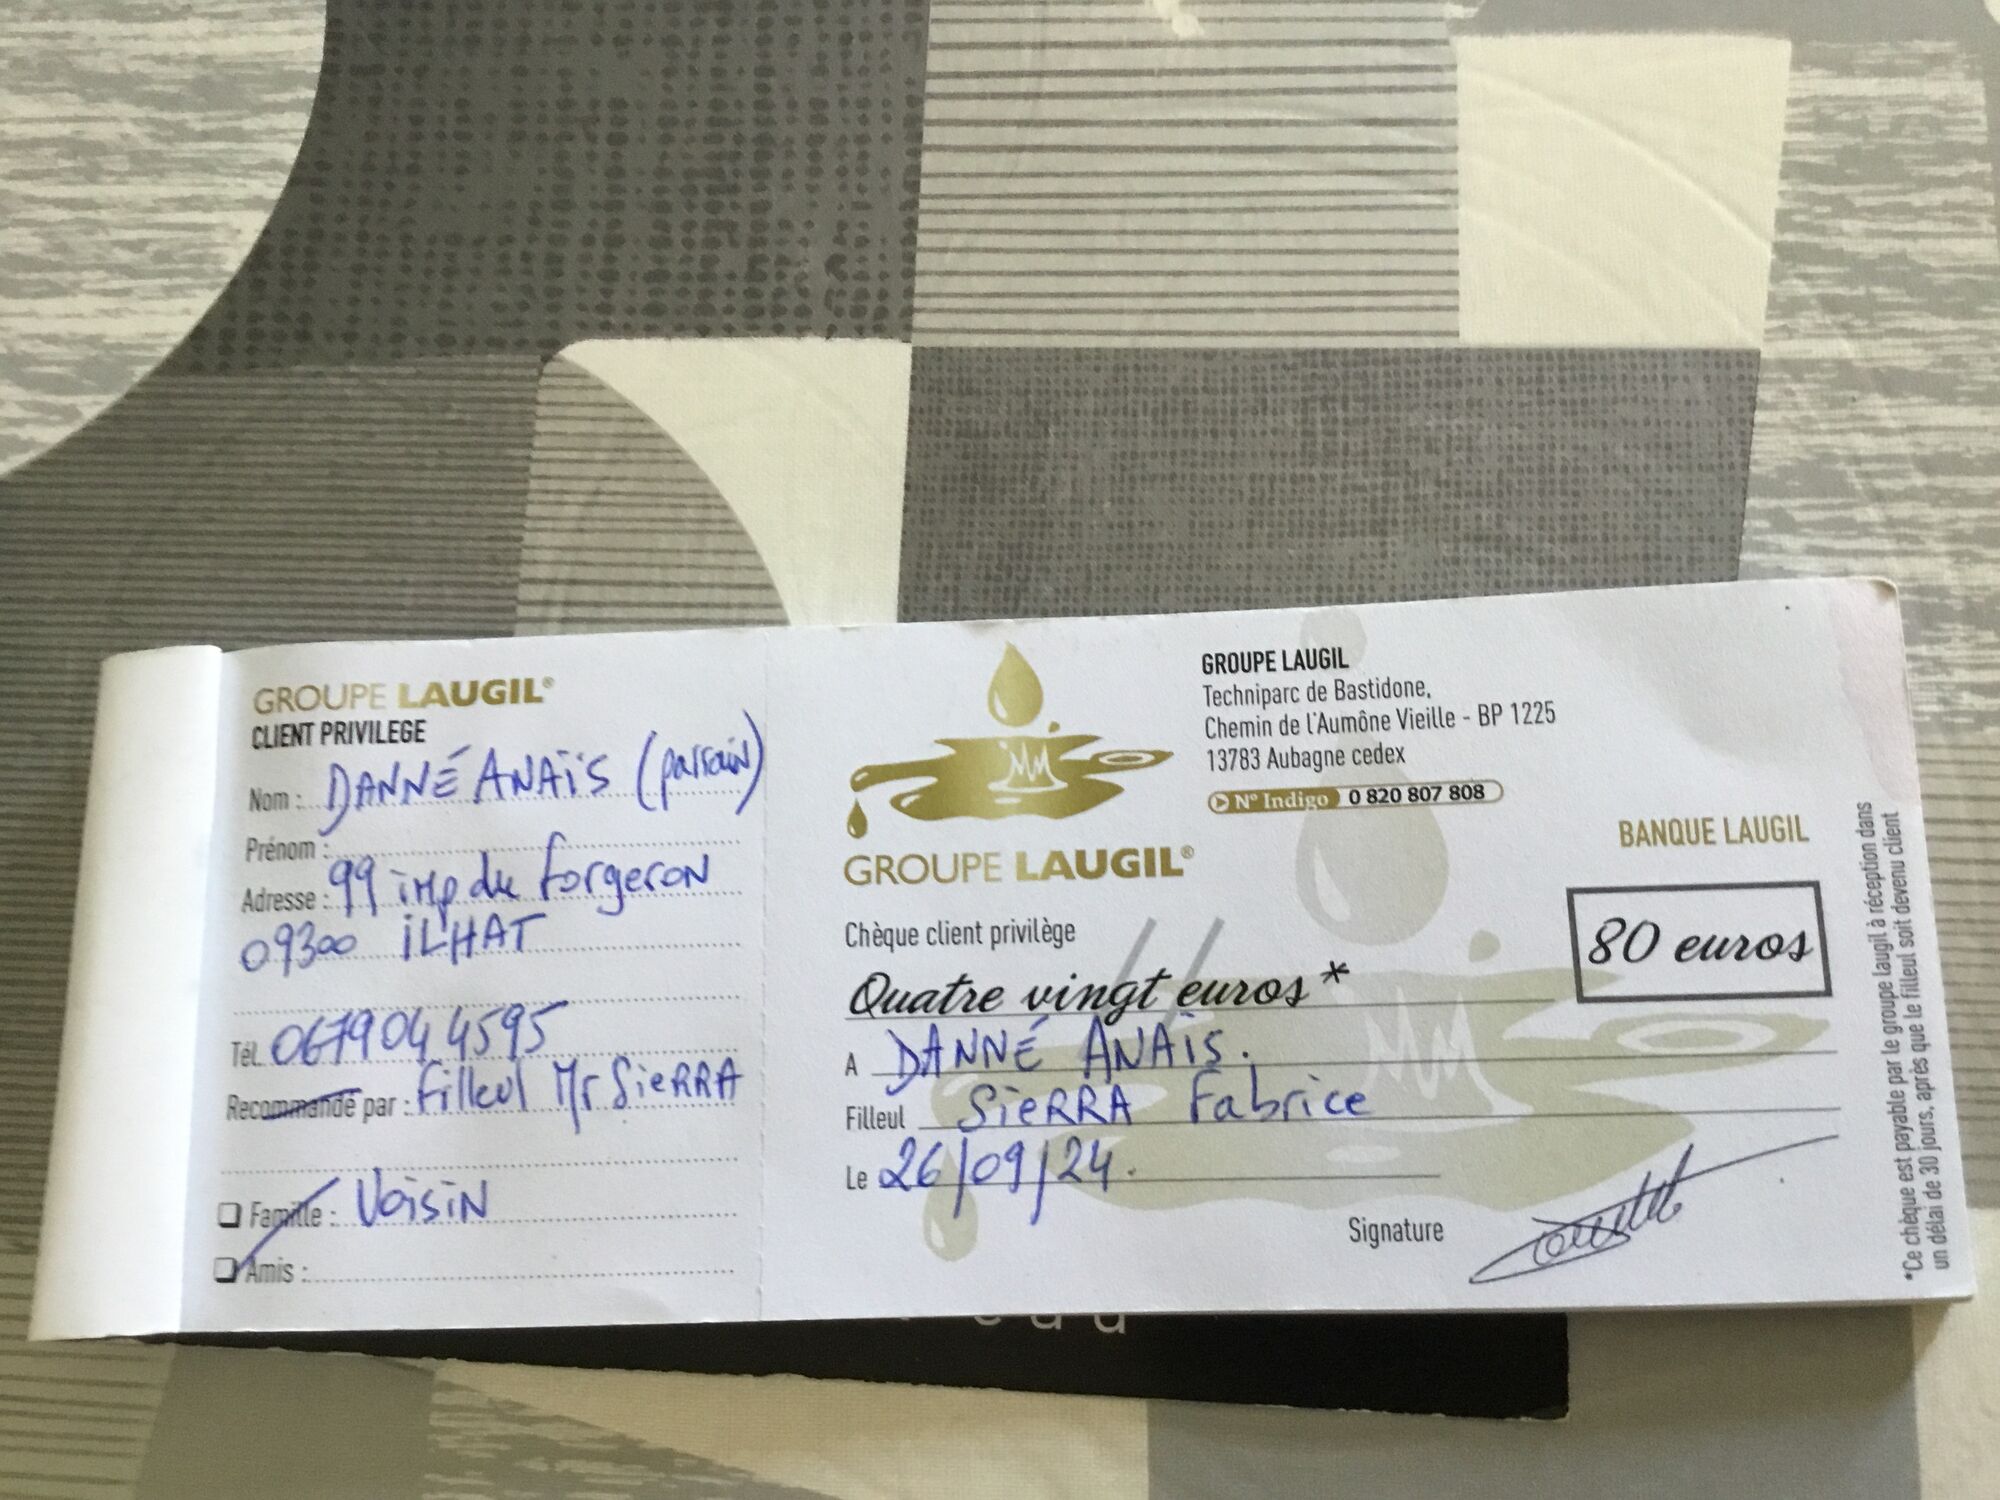 GROUPE LAUGIL®
CLIENT PRIVILEGE
Nom : DANNÉ ANAÏS (parrain)
Prénom :
Adresse : 99 imp du forgeron
09300 ILHAT
Tél. 0679044595
Recommandé par : Filleul Mr SIERRA
Famille : VOISIN
Amis :
GROUPE LAUGIL®
GROUPE LAUGIL
Techniparc de Bastidone,
Chemin de l'Aumône Vieille - BP 1225
13783 Aubagne cedex
N° Indigo 0 820 807 808
BANQUE LAUGIL
Chèque client privilège
80 euros
Quatre vingt euros*
A DANNÉ ANAÏS.
Filleul SIERRA Fabrice
Le 26/09/24.
Signature
*Ce chèque est payable par le groupe laugil à réception dans
un délai de 30 jours, après que le filleul soit devenu client